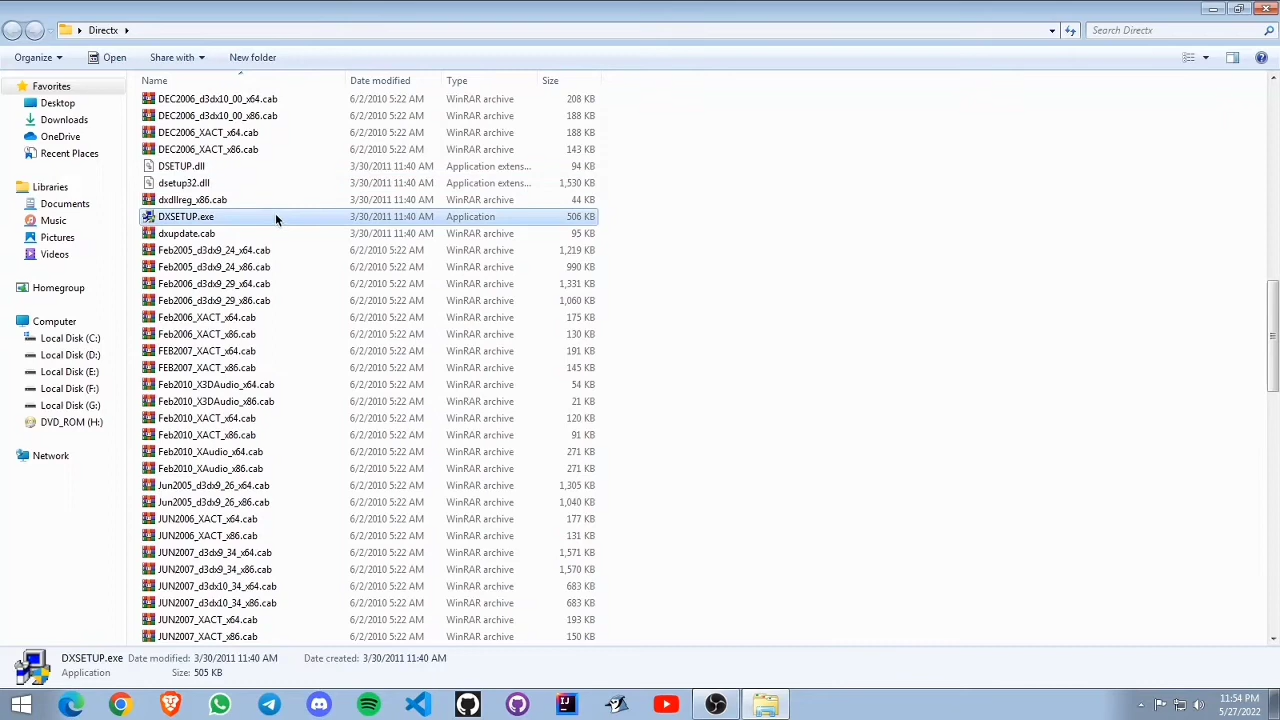 Directx
Search Directx
Organize Open Share with New folder
Name Date modified Type Size
Favorites
Desktop
Downloads
OneDrive
Recent Places
Libraries
Documents
Music
Pictures
Videos
Homegroup
Computer
Local Disk (C:)
Local Disk (D:)
Local Disk (E:)
Local Disk (F:)
Local Disk (G:)
DVD_ROM (H:)
Network
DEC2006_d3dx10_00_x64.cab 6/2/2010 5:22 AM WinRAR archive 208 KB
DEC2006_d3dx10_00_x86.cab 6/2/2010 5:22 AM WinRAR archive 188 KB
DEC2006_XACT_x64.cab 6/2/2010 5:22 AM WinRAR archive 188 KB
DEC2006_XACT_x86.cab 6/2/2010 5:22 AM WinRAR archive 143 KB
DSETUP.dll 3/30/2011 11:40 AM Application extens... 94 KB
dsetup32.dll 3/30/2011 11:40 AM Application extens... 1,530 KB
dxdllreg_x86.cab 3/30/2011 11:40 AM WinRAR archive 44 KB
DXSETUP.exe 3/30/2011 11:40 AM Application 506 KB
dxupdate.cab 3/30/2011 11:40 AM WinRAR archive 95 KB
Feb2005_d3dx9_24_x64.cab 6/2/2010 5:22 AM WinRAR archive 1,219 KB
Feb2005_d3dx9_24_x86.cab 6/2/2010 5:22 AM WinRAR archive 990 KB
Feb2006_d3dx9_29_x64.cab 6/2/2010 5:22 AM WinRAR archive 1,331 KB
Feb2006_d3dx9_29_x86.cab 6/2/2010 5:22 AM WinRAR archive 1,060 KB
Feb2006_XACT_x64.cab 6/2/2010 5:22 AM WinRAR archive 175 KB
Feb2006_XACT_x86.cab 6/2/2010 5:22 AM WinRAR archive 130 KB
FEB2007_XACT_x64.cab 6/2/2010 5:22 AM WinRAR archive 191 KB
FEB2007_XACT_x86.cab 6/2/2010 5:22 AM WinRAR archive 145 KB
Feb2010_X3DAudio_x64.cab 6/2/2010 5:22 AM WinRAR archive 54 KB
Feb2010_X3DAudio_x86.cab 6/2/2010 5:22 AM WinRAR archive 21 KB
Feb2010_XACT_x64.cab 6/2/2010 5:22 AM WinRAR archive 120 KB
Feb2010_XACT_x86.cab 6/2/2010 5:22 AM WinRAR archive 91 KB
Feb2010_XAudio_x64.cab 6/2/2010 5:22 AM WinRAR archive 271 KB
Feb2010_XAudio_x86.cab 6/2/2010 5:22 AM WinRAR archive 271 KB
Jun2005_d3dx9_26_x64.cab 6/2/2010 5:22 AM WinRAR archive 1,305 KB
Jun2005_d3dx9_26_x86.cab 6/2/2010 5:22 AM WinRAR archive 1,040 KB
JUN2006_XACT_x64.cab 6/2/2010 5:22 AM WinRAR archive 177 KB
JUN2006_XACT_x86.cab 6/2/2010 5:22 AM WinRAR archive 131 KB
JUN2007_d3dx9_34_x64.cab 6/2/2010 5:22 AM WinRAR archive 1,571 KB
JUN2007_d3dx9_34_x86.cab 6/2/2010 5:22 AM WinRAR archive 1,570 KB
JUN2007_d3dx10_34_x64.cab 6/2/2010 5:22 AM WinRAR archive 683 KB
JUN2007_d3dx10_34_x86.cab 6/2/2010 5:22 AM WinRAR archive 683 KB
JUN2007_XACT_x64.cab 6/2/2010 5:22 AM WinRAR archive 193 KB
JUN2007_XACT_x86.cab 6/2/2010 5:22 AM WinRAR archive 150 KB
DXSETUP.exe Date modified: 3/30/2011 11:40 AM Date created: 3/30/2011 11:40 AM
Application Size: 505 KB
11:54 PM
5/27/2022